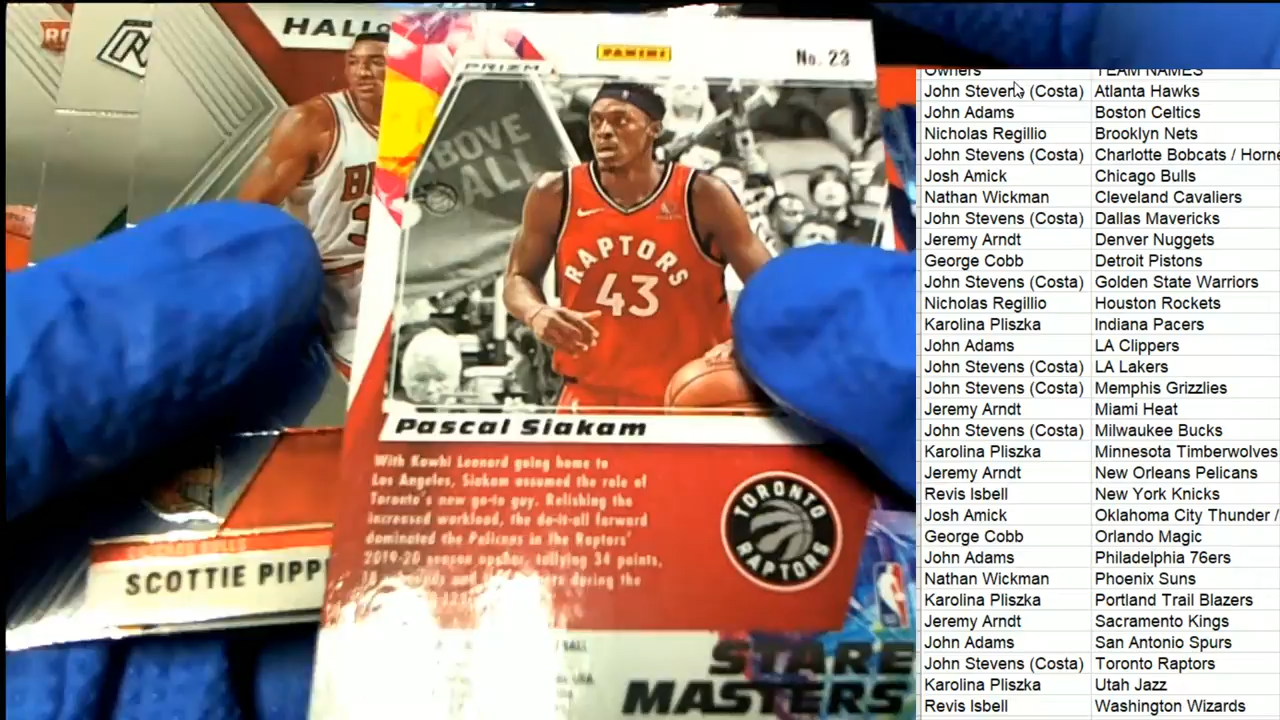 RC
HALL
B
3
SCOTTIE PIPP
PRIZM
PANINI
No. 23
ABOVE
ALL
RAPTORS
43
Pascal Siakam
With Kawhi Leonard going home to
Los Angeles, Siakam assumed the role of
Toronto's new go-to guy. Relishing the
increased workload, the do-it-all forward
dominated the Pelicans in the Raptors'
2019-20 season opener, tallying 34 points,
during the
TORONTO
RAPTORS
NBA
STARE
MASTERS
Owners TEAM NAMES
John Stevens (Costa) Atlanta Hawks
John Adams Boston Celtics
Nicholas Regillio Brooklyn Nets
John Stevens (Costa) Charlotte Bobcats / Horne
Josh Amick Chicago Bulls
Nathan Wickman Cleveland Cavaliers
John Stevens (Costa) Dallas Mavericks
Jeremy Arndt Denver Nuggets
George Cobb Detroit Pistons
John Stevens (Costa) Golden State Warriors
Nicholas Regillio Houston Rockets
Karolina Pliszka Indiana Pacers
John Adams LA Clippers
John Stevens (Costa) LA Lakers
John Stevens (Costa) Memphis Grizzlies
Jeremy Arndt Miami Heat
John Stevens (Costa) Milwaukee Bucks
Karolina Pliszka Minnesota Timberwolves
Jeremy Arndt New Orleans Pelicans
Revis Isbell New York Knicks
Josh Amick Oklahoma City Thunder /
George Cobb Orlando Magic
John Adams Philadelphia 76ers
Nathan Wickman Phoenix Suns
Karolina Pliszka Portland Trail Blazers
Jeremy Arndt Sacramento Kings
John Adams San Antonio Spurs
John Stevens (Costa) Toronto Raptors
Karolina Pliszka Utah Jazz
Revis Isbell Washington Wizards